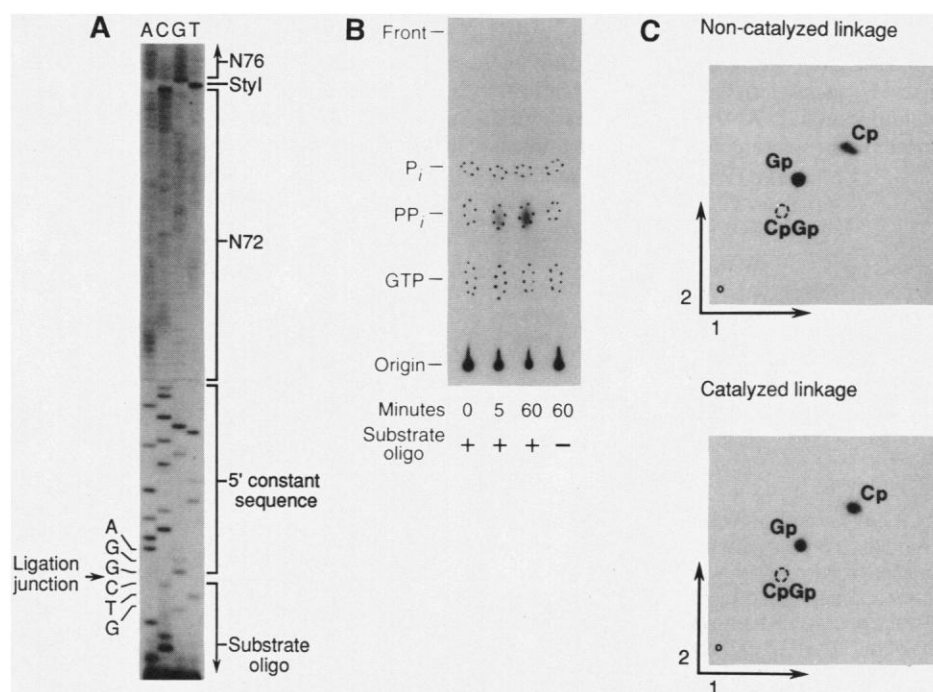 A
A C G T
N76
StyI
N72
5' constant
sequence
A
G
G
C
T
G
Ligation
junction
Substrate
oligo
B
Front
Pi
PPi
GTP
Origin
Minutes 0 5 60 60
Substrate
oligo + + + −
C
Non-catalyzed linkage
Cp
Gp
CpGp
2
1
Catalyzed linkage
Cp
Gp
CpGp
2
1